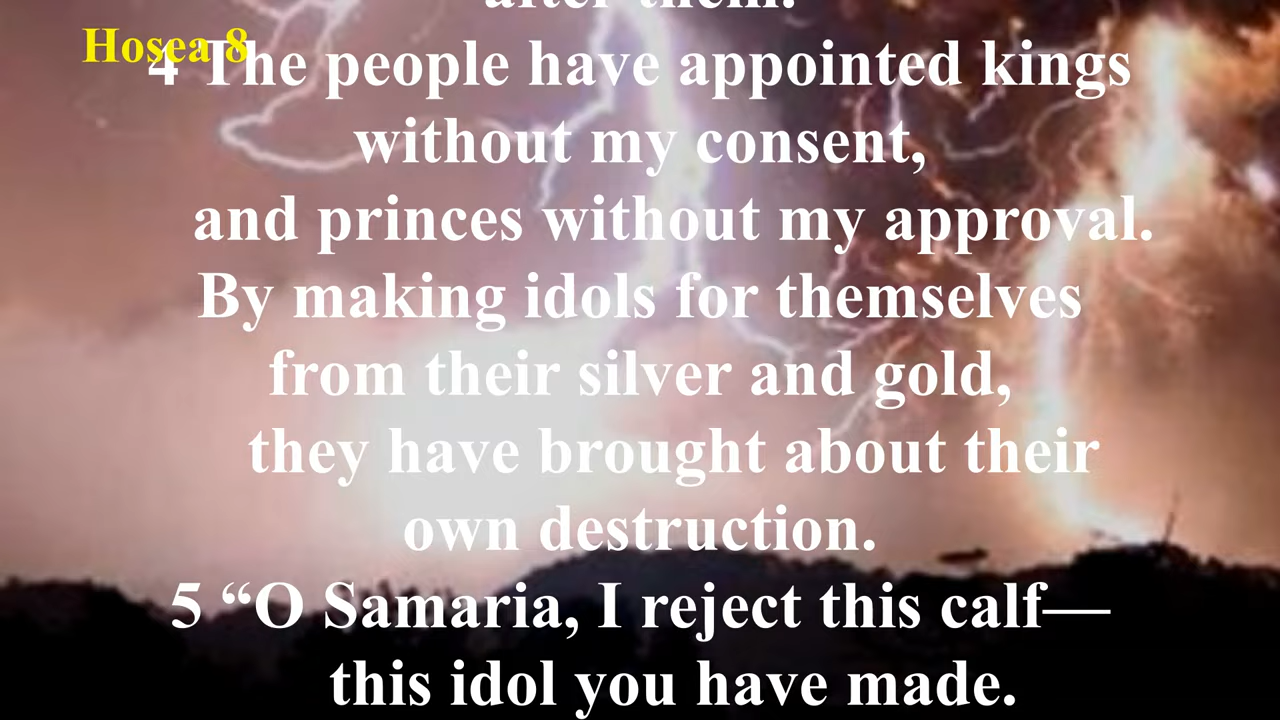 after them.
Hosea 8
4 The people have appointed kings
without my consent,
and princes without my approval.
By making idols for themselves
from their silver and gold,
they have brought about their
own destruction.
5 “O Samaria, I reject this calf—
this idol you have made.